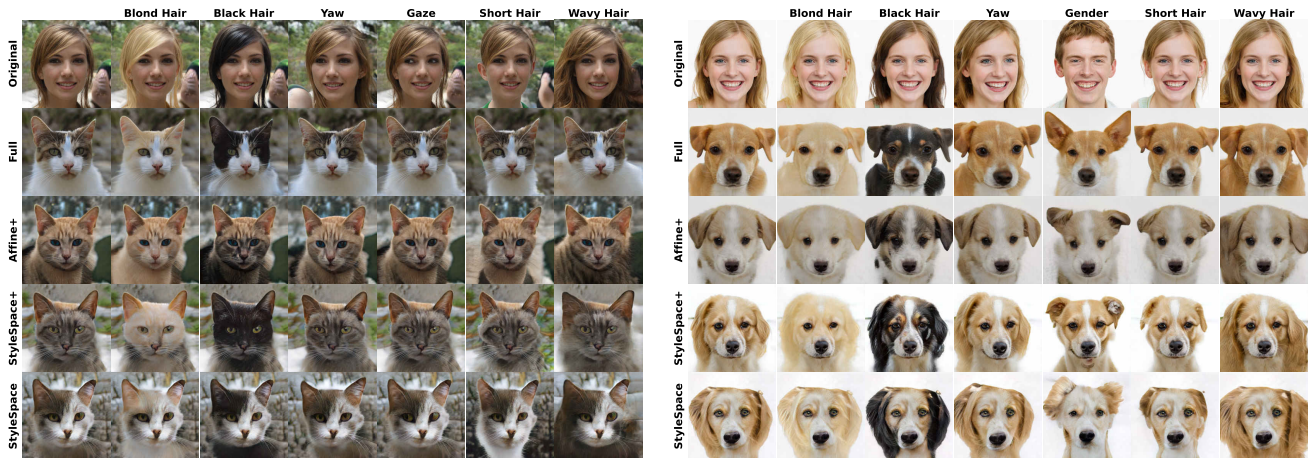 Blond Hair Black Hair Yaw Gaze Short Hair Wavy Hair
Original
Full
Affine+
StyleSpace+
StyleSpace
Blond Hair Black Hair Yaw Gender Short Hair Wavy Hair
Original
Full
Affine+
StyleSpace+
StyleSpace